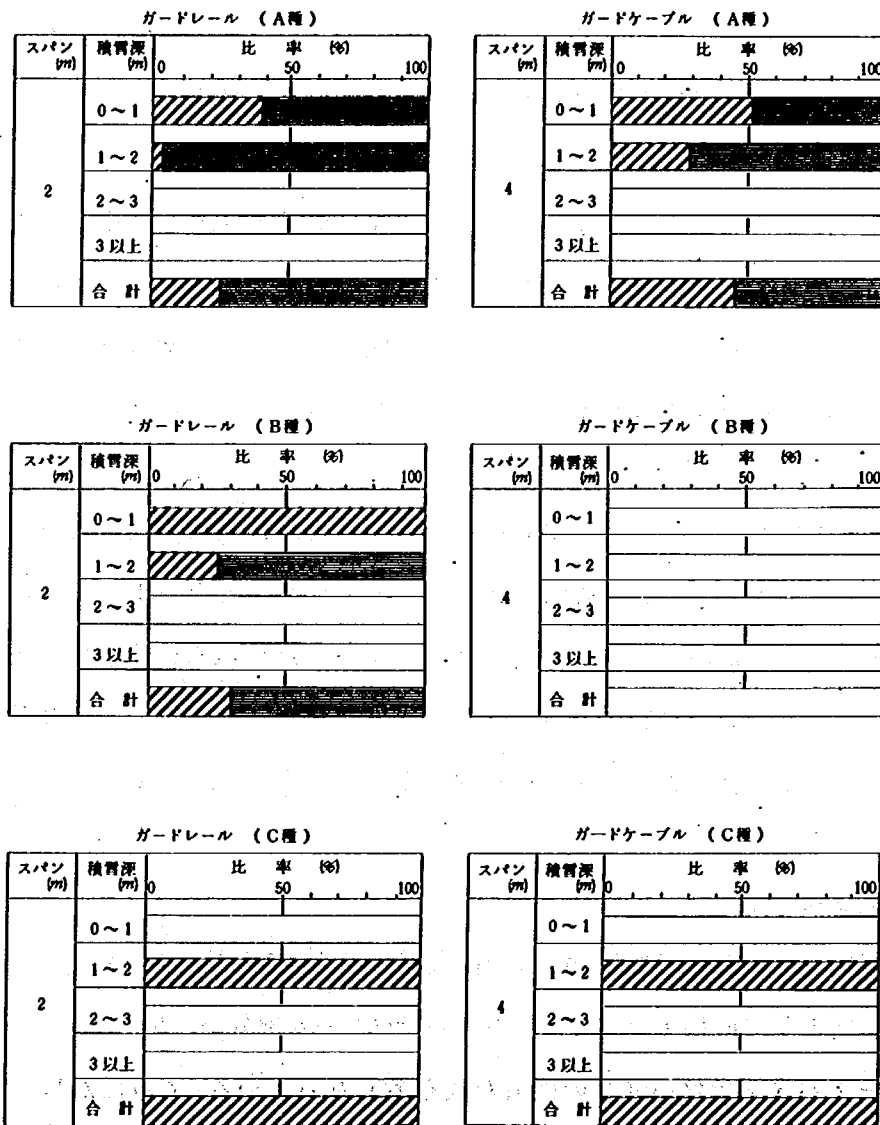 ガードレール （A種）
スパン 積雪深 比 率 (%)
(m) (m) 0 50 100
0～1
1～2
2 2～3
3以上
合 計
ガードケーブル （A種）
スパン 積雪深 比 率 (%)
(m) (m) 0 50 100
0～1
1～2
4 2～3
3以上
合 計
ガードレール （B種）
スパン 積雪深 比 率 (%)
(m) (m) 0 50 100
0～1
1～2
2 2～3
3以上
合 計
ガードケーブル （B種）
スパン 積雪深 比 率 (%)
(m) (m) 0 50 100
0～1
1～2
4 2～3
3以上
合 計
ガードレール （C種）
スパン 積雪深 比 率 (%)
(m) (m) 0 50 100
0～1
1～2
2 2～3
3以上
合 計
ガードケーブル （C種）
スパン 積雪深 比 率 (%)
(m) (m) 0 50 100
0～1
1～2
4 2～3
3以上
合 計